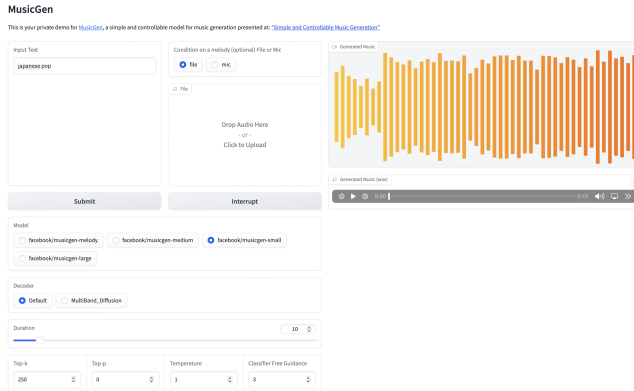 MusicGen
This is your private demo for MusicGen, a simple and controllable model for music generation presented at: "Simple and Controllable Music Generation"
Input Text
japanese pop
Condition on a melody (optional) File or Mic
file
mic
File
Drop Audio Here
- or -
Click to Upload
Submit
Interrupt
Model
facebook/musicgen-melody
facebook/musicgen-medium
facebook/musicgen-small
facebook/musicgen-large
Decoder
Default
MultiBand_Diffusion
Duration
10
Top-k
250
Top-p
0
Temperature
1
Classifier Free Guidance
3
Generated Music
Generated Music (wav)
0:00